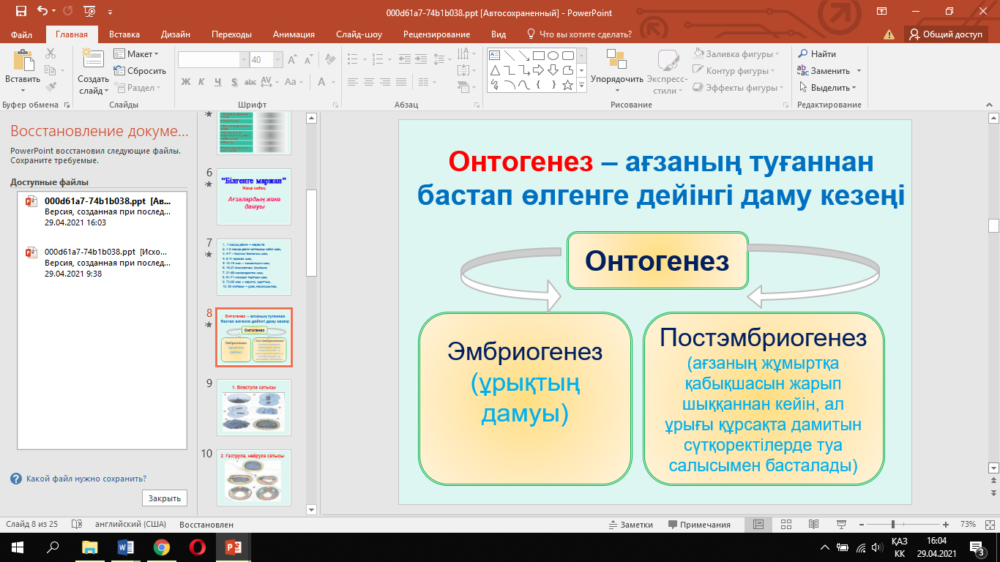 000d61a7-74b1b038.ppt [Автосохраненный] - PowerPoint
Файл Главная Вставка Дизайн Переходы Анимация Слайд-шоу Рецензирование Вид Что вы хотите сделать? Общий доступ
Вставить
Создать слайд
Макет
Сбросить
Раздел
40
Ж К Ч S abc AV Aa А
Упорядочить
Экспресс-стили
Заливка фигуры
Контур фигуры
Эффекты фигуры
Найти
Заменить
Выделить
Буфер обмена Слайды Шрифт Абзац Рисование Редактирование
Восстановление докуме...
PowerPoint восстановил следующие файлы.
Сохраните требуемые.
Доступные файлы
000d61a7-74b1b038.ppt [Ав...
Версия, созданная при послед...
29.04.2021 16:03
000d61a7-74b1b038.ppt [Исхо...
Версия, созданная при послед...
29.04.2021 9:38
Какой файл нужно сохранить?
Закрыть
6
“Білгенге маржан”
Жаңа сабақ:
Ағзалардың жеке
дамуы
7
8
Онтогенез – ағзаның туғаннан
бастап өлгенге дейінгі даму кезеңі
Онтогенез
Эмбриогенез
(ұрықтың
дамуы)
Постэмбриогенез
9
1. Бластула сатысы
10
2. Гаструла, нейрула сатысы
Онтогенез – ағзаның туғаннан
бастап өлгенге дейінгі даму кезеңі
Онтогенез
Эмбриогенез
(ұрықтың
дамуы)
Постэмбриогенез
(ағзаның жұмыртқа
қабықшасын жарып
шыққаннан кейін, ал
ұрығы құрсақта дамитын
сүтқоректілерде туа
салысымен басталады)
Слайд 8 из 25 английский (США) Восстановлен Заметки Примечания 73%
ҚАЗ
КК
16:04
29.04.2021
3